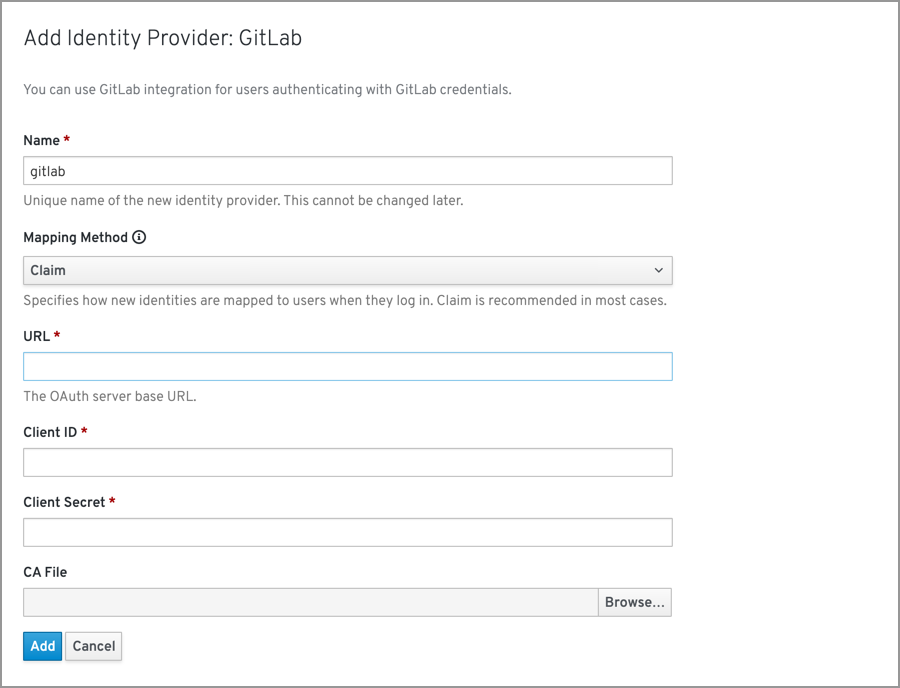 Add Identity Provider: GitLab
You can use GitLab integration for users authenticating with GitLab credentials.
Name *
gitlab
Unique name of the new identity provider. This cannot be changed later.
Mapping Method
Claim
Specifies how new identities are mapped to users when they log in. Claim is recommended in most cases.
URL *
The OAuth server base URL.
Client ID *
Client Secret *
CA File
Browse...
Add Cancel